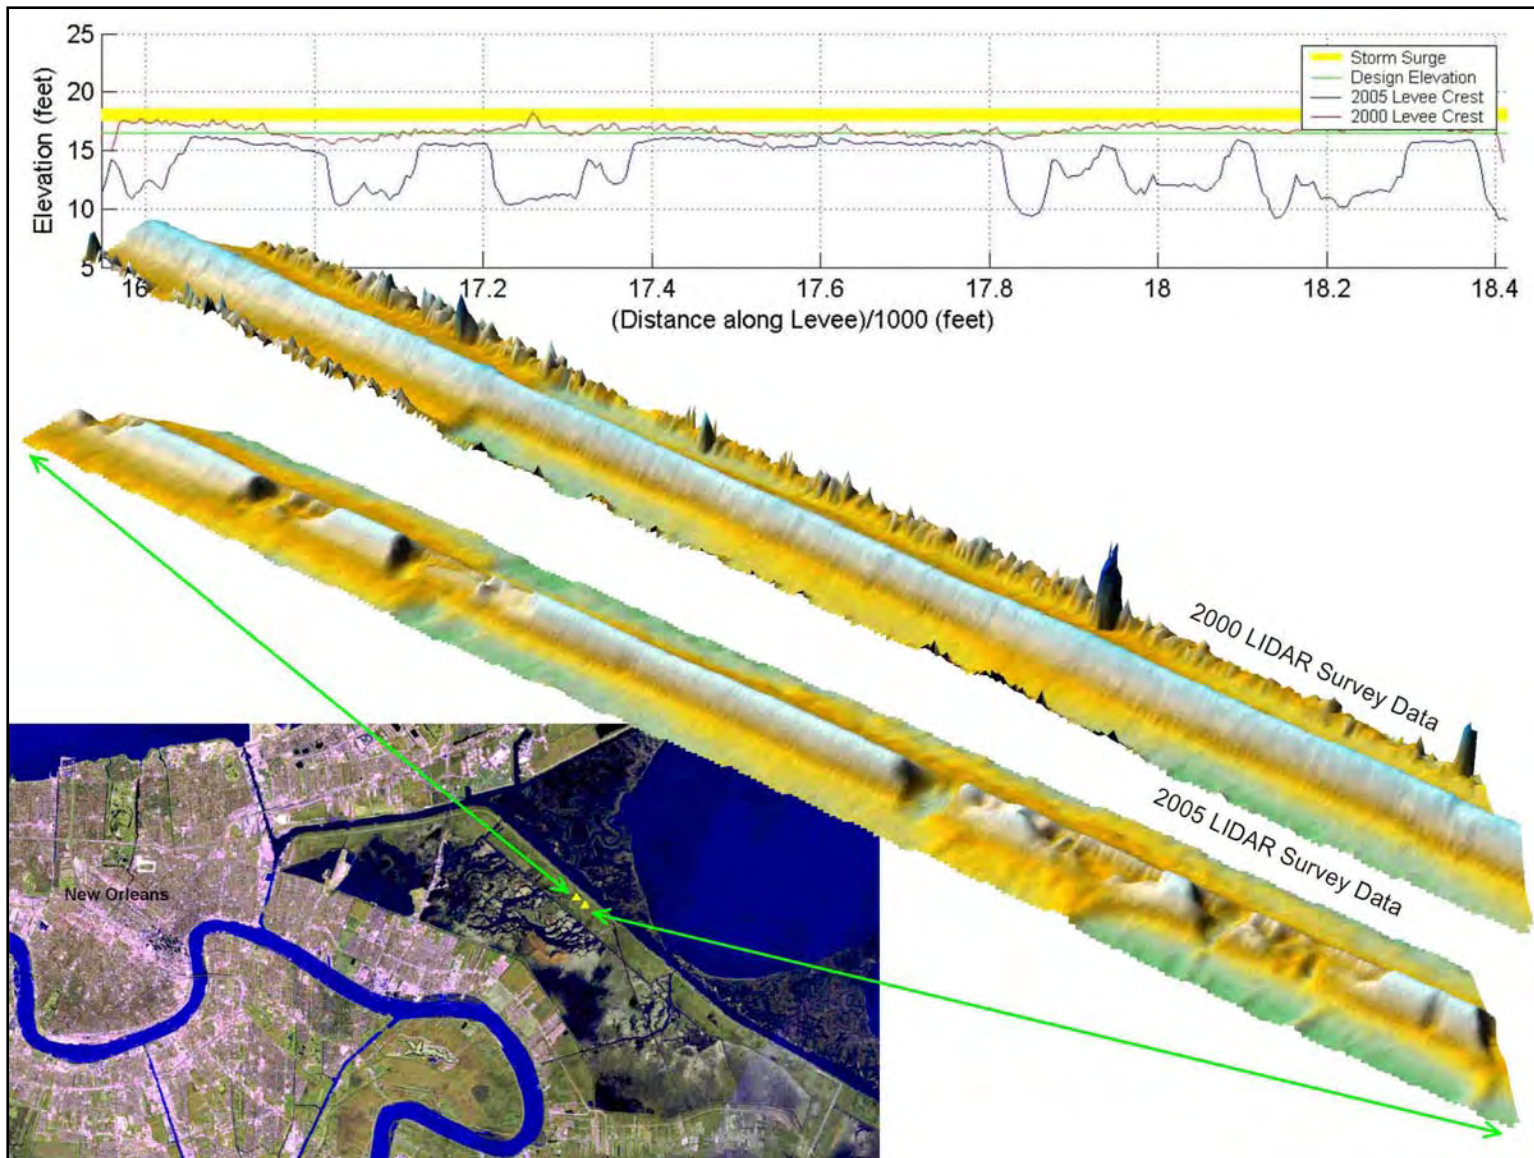 25
20
15
10
5
Elevation (feet)
Storm Surge
Design Elevation
2005 Levee Crest
2000 Levee Crest
16
17.2
17.4
17.6
17.8
18
18.2
18.4
(Distance along Levee)/1000 (feet)
2000 LIDAR Survey Data
2005 LIDAR Survey Data
New Orleans